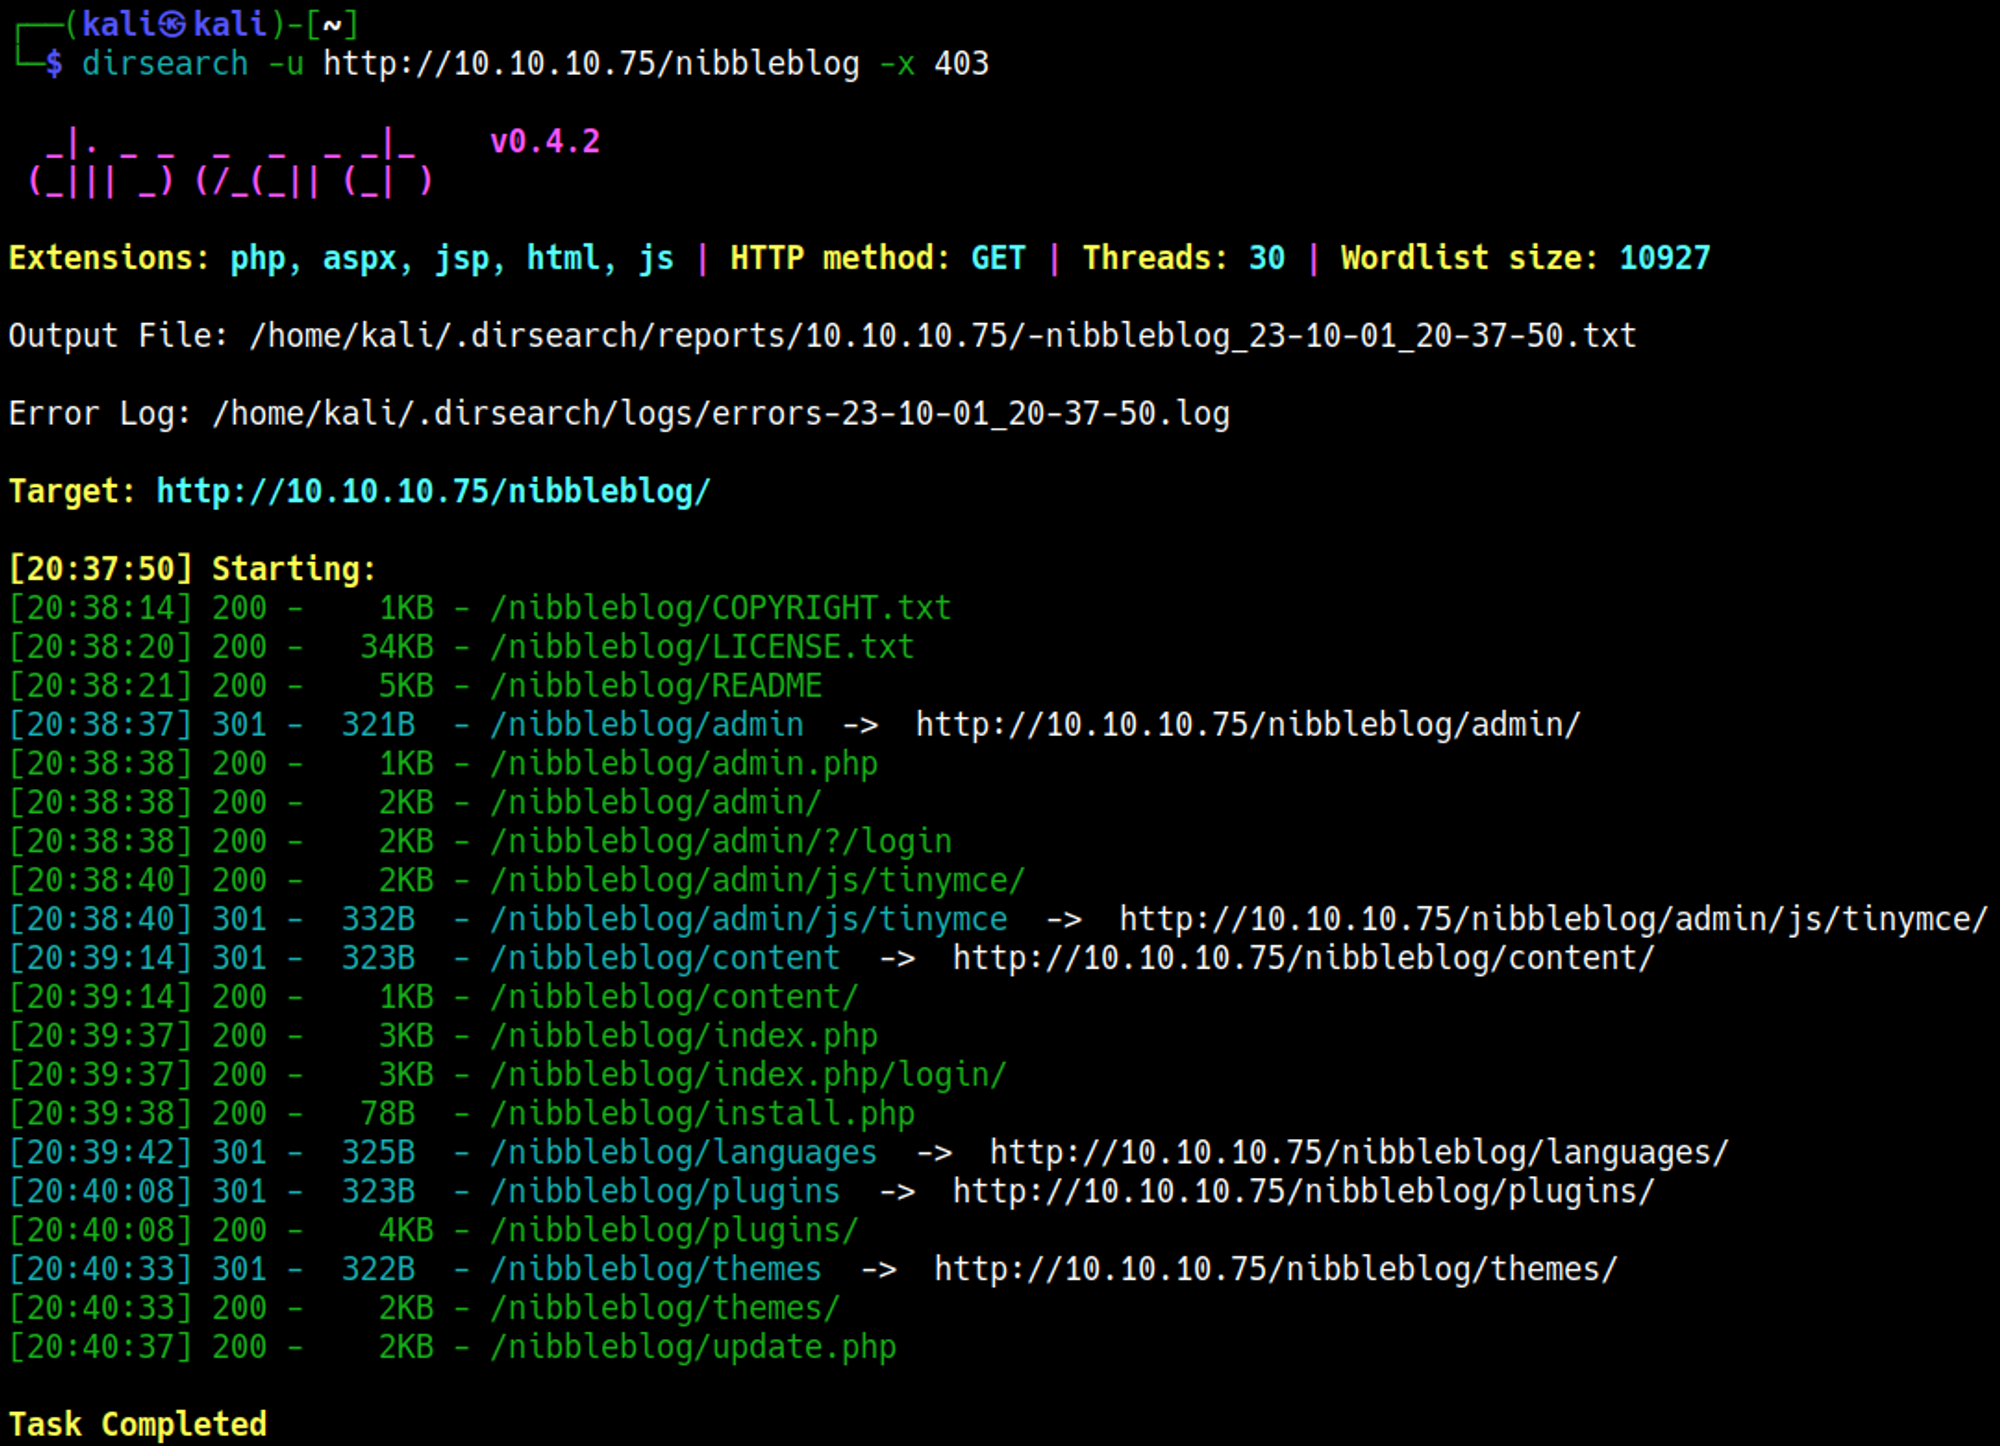 ┌──(kali㉿kali)-[~]
└─$ dirsearch -u http://10.10.10.75/nibbleblog -x 403
  _|. _ _  _  _  _ _|_    v0.4.2
 (_||| _) (/_(_|| (_| )
Extensions: php, aspx, jsp, html, js | HTTP method: GET | Threads: 30 | Wordlist size: 10927
Output File: /home/kali/.dirsearch/reports/10.10.10.75/-nibbleblog_23-10-01_20-37-50.txt
Error Log: /home/kali/.dirsearch/logs/errors-23-10-01_20-37-50.log
Target: http://10.10.10.75/nibbleblog/
[20:37:50] Starting:
[20:38:14] 200 -    1KB - /nibbleblog/COPYRIGHT.txt
[20:38:20] 200 -   34KB - /nibbleblog/LICENSE.txt
[20:38:21] 200 -    5KB - /nibbleblog/README
[20:38:37] 301 -  321B  - /nibbleblog/admin  ->  http://10.10.10.75/nibbleblog/admin/
[20:38:38] 200 -    1KB - /nibbleblog/admin.php
[20:38:38] 200 -    2KB - /nibbleblog/admin/
[20:38:38] 200 -    2KB - /nibbleblog/admin/?/login
[20:38:40] 200 -    2KB - /nibbleblog/admin/js/tinymce/
[20:38:40] 301 -  332B  - /nibbleblog/admin/js/tinymce  ->  http://10.10.10.75/nibbleblog/admin/js/tinymce/
[20:39:14] 301 -  323B  - /nibbleblog/content  ->  http://10.10.10.75/nibbleblog/content/
[20:39:14] 200 -    1KB - /nibbleblog/content/
[20:39:37] 200 -    3KB - /nibbleblog/index.php
[20:39:37] 200 -    3KB - /nibbleblog/index.php/login/
[20:39:38] 200 -   78B  - /nibbleblog/install.php
[20:39:42] 301 -  325B  - /nibbleblog/languages  ->  http://10.10.10.75/nibbleblog/languages/
[20:40:08] 301 -  323B  - /nibbleblog/plugins  ->  http://10.10.10.75/nibbleblog/plugins/
[20:40:08] 200 -    4KB - /nibbleblog/plugins/
[20:40:33] 301 -  322B  - /nibbleblog/themes  ->  http://10.10.10.75/nibbleblog/themes/
[20:40:33] 200 -    2KB - /nibbleblog/themes/
[20:40:37] 200 -    2KB - /nibbleblog/update.php
Task Completed